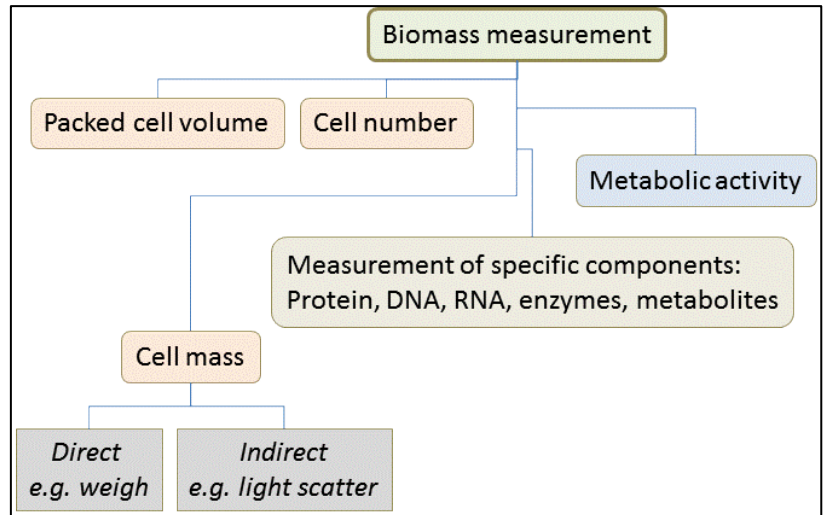 Biomass measurement
Packed cell volume
Cell number
Metabolic activity
Measurement of specific components:
Protein, DNA, RNA, enzymes, metabolites
Cell mass
Direct
e.g. weigh
Indirect
e.g. light scatter